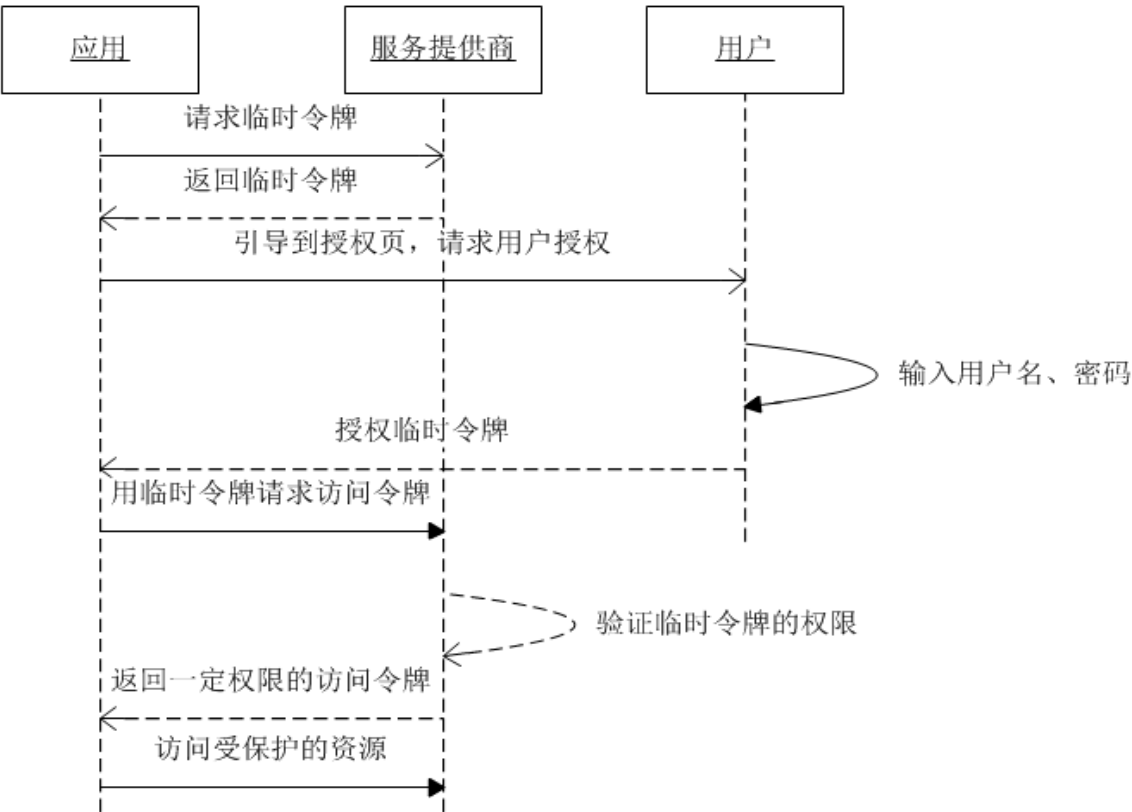 应用
服务提供商
用户
请求临时令牌
返回临时令牌
引导到授权页，请求用户授权
输入用户名、密码
授权临时令牌
用临时令牌请求访问令牌
验证临时令牌的权限
返回一定权限的访问令牌
访问受保护的资源